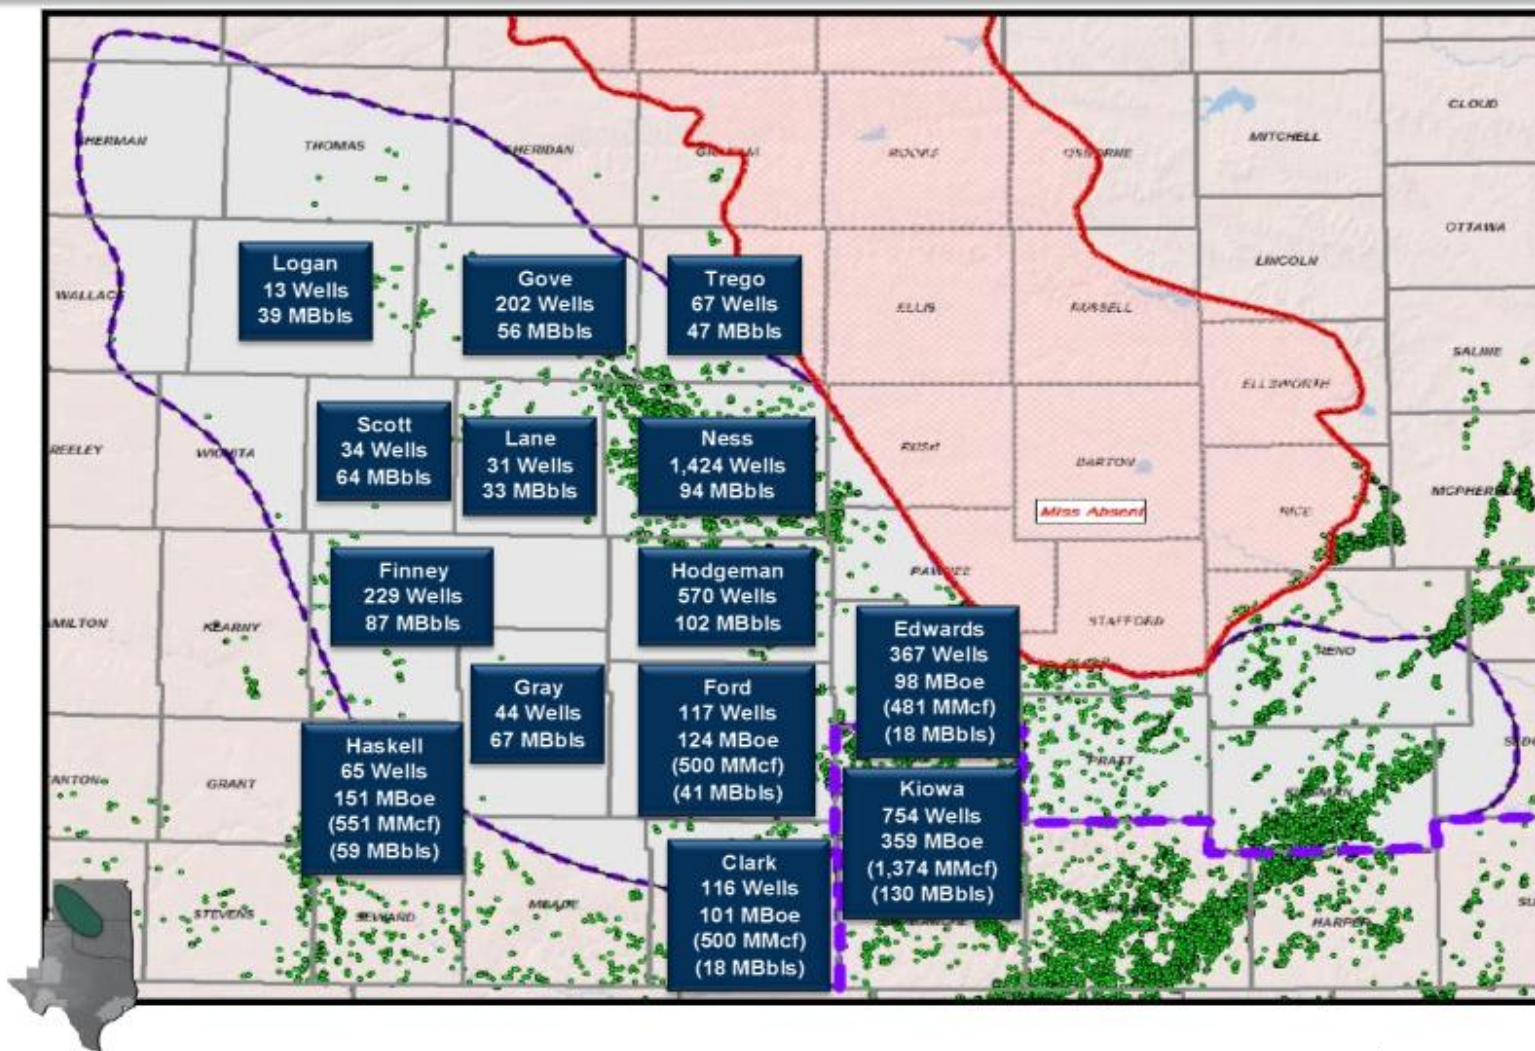 CLOUD
MITCHELL
THOMAS
OTTAWA
LINCOLN
Logan
13 Wells
39 MBbls
Gove
202 Wells
56 MBbls
Trego
67 Wells
47 MBbls
ELLIS
RUSSELL
SALINE
ELLSWORTH
Scott
34 Wells
64 MBbls
Lane
31 Wells
33 MBbls
Ness
1,424 Wells
94 MBbls
WICHITA
BARTON
Miss Absent
RICE
Finney
229 Wells
87 MBbls
Hodgeman
570 Wells
102 MBbls
KEARNY
STAFFORD
RENO
Edwards
367 Wells
98 MBoe
(481 MMcf)
(18 MBbls)
Gray
44 Wells
67 MBbls
Ford
117 Wells
124 MBoe
(500 MMcf)
(41 MBbls)
Haskell
65 Wells
151 MBoe
(551 MMcf)
(59 MBbls)
GRANT
PRATT
Kiowa
754 Wells
359 MBoe
(1,374 MMcf)
(130 MBbls)
Clark
116 Wells
101 MBoe
(500 MMcf)
(18 MBbls)
STEVENS
SEWARD
MEADE
HARPER